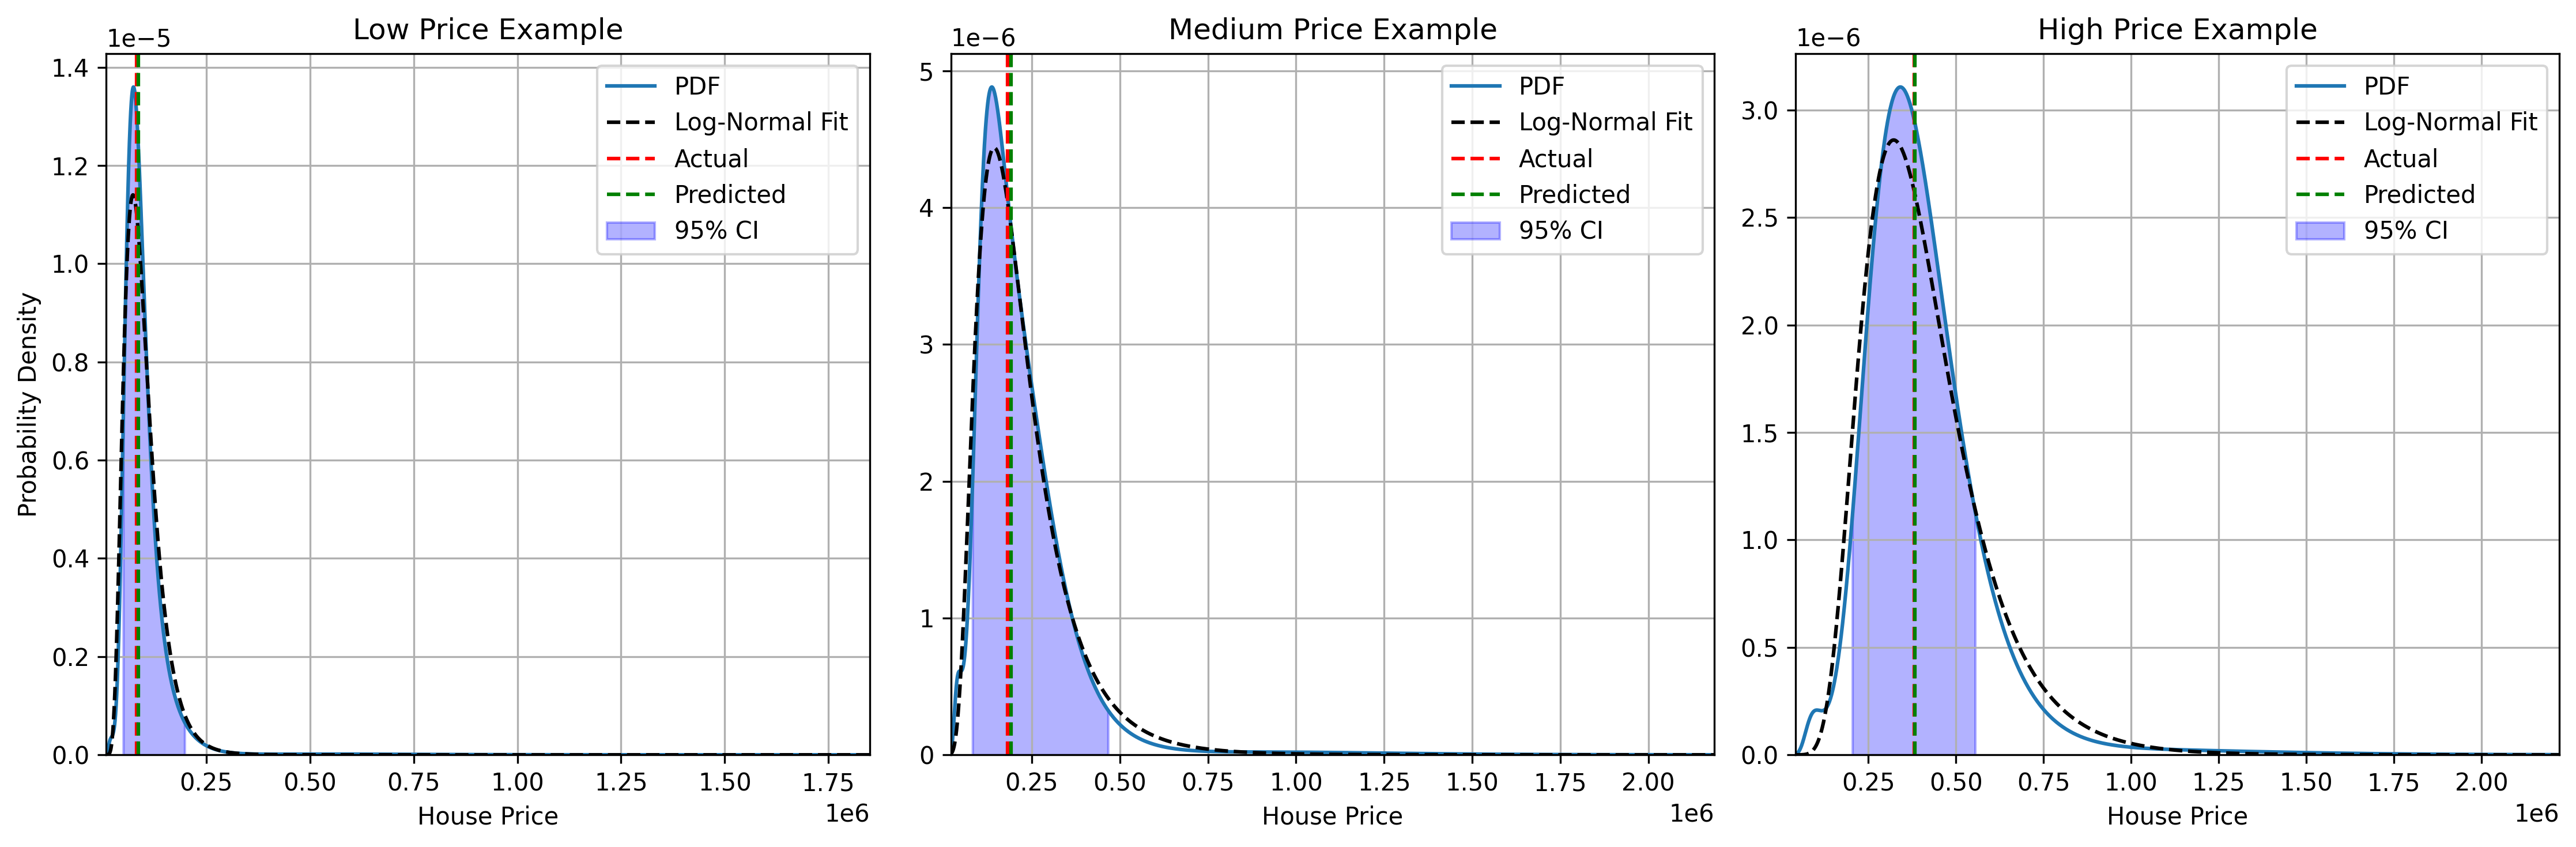 Low Price Example
1e−5
1.4
1.2
1.0
0.8
0.6
0.4
0.2
0.0
Probability Density
PDF
Log-Normal Fit
Actual
Predicted
95% CI
0.25 0.50 0.75 1.00 1.25 1.50 1.75
House Price
1e6
Medium Price Example
1e−6
5
4
3
2
1
0
PDF
Log-Normal Fit
Actual
Predicted
95% CI
0.25 0.50 0.75 1.00 1.25 1.50 1.75 2.00
House Price
1e6
High Price Example
1e−6
3.0
2.5
2.0
1.5
1.0
0.5
0.0
PDF
Log-Normal Fit
Actual
Predicted
95% CI
0.25 0.50 0.75 1.00 1.25 1.50 1.75 2.00
House Price
1e6